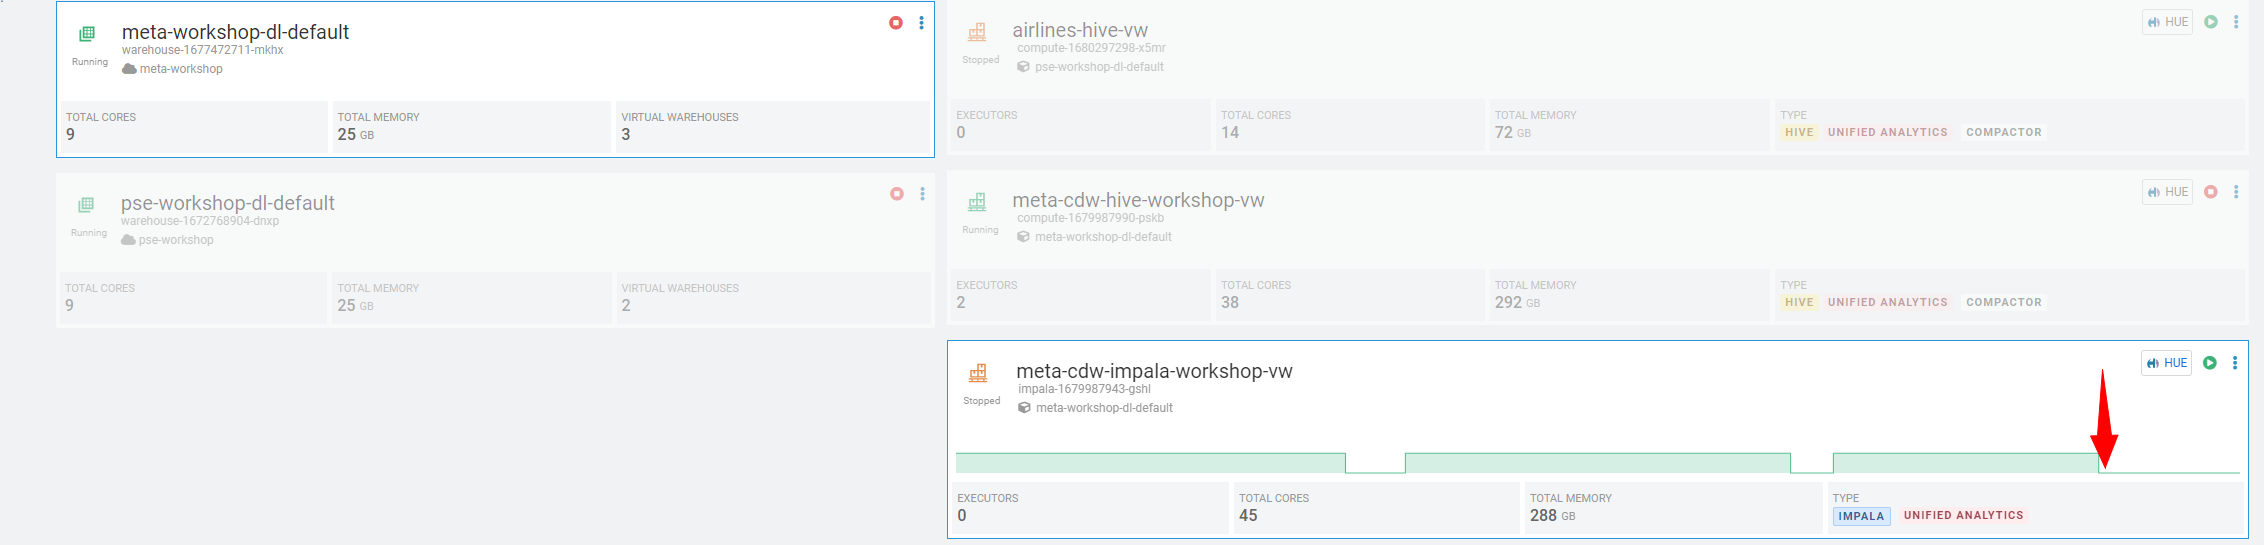 meta-workshop-dl-default
warehouse-1677472711-mkhx
Running
meta-workshop
TOTAL CORES
9
TOTAL MEMORY
25 GB
VIRTUAL WAREHOUSES
3
pse-workshop-dl-default
warehouse-1672768904-dnxp
Running
pse-workshop
TOTAL CORES
9
TOTAL MEMORY
25 GB
VIRTUAL WAREHOUSES
2
airlines-hive-vw
HUE
compute-1680297298-x5mr
Stopped
pse-workshop-dl-default
EXECUTORS
0
TOTAL CORES
14
TOTAL MEMORY
72 GB
TYPE
HIVE UNIFIED ANALYTICS COMPACTOR
meta-cdw-hive-workshop-vw
HUE
compute-1679987990-pskb
Running
meta-workshop-dl-default
EXECUTORS
2
TOTAL CORES
38
TOTAL MEMORY
292 GB
TYPE
HIVE UNIFIED ANALYTICS COMPACTOR
meta-cdw-impala-workshop-vw
HUE
impala-1679987943-gshl
Stopped
meta-workshop-dl-default
EXECUTORS
0
TOTAL CORES
45
TOTAL MEMORY
288 GB
TYPE
IMPALA UNIFIED ANALYTICS